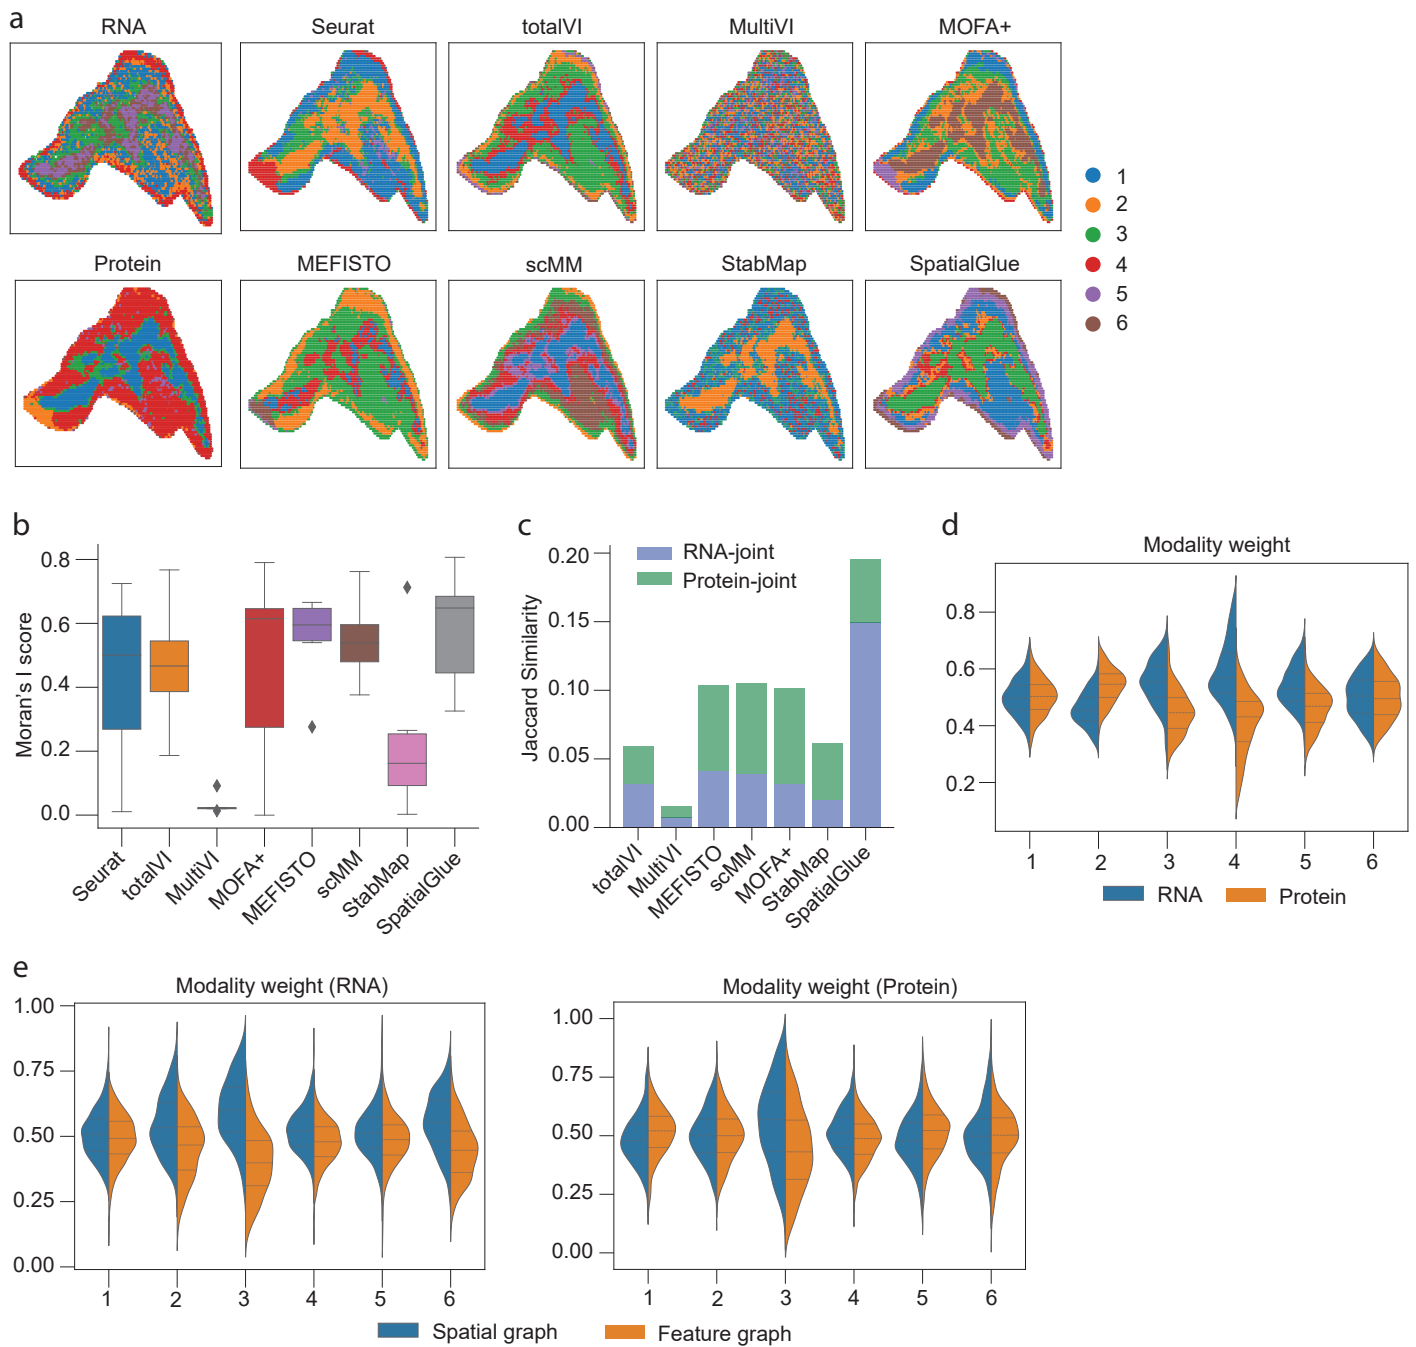 a
RNA
Seurat
totalVI
MultiVI
MOFA+
Protein
MEFISTO
scMM
StabMap
SpatialGlue
1
2
3
4
5
6
b
Moran's I score
0.8
0.6
0.4
0.2
0.0
Seurat
totalVI
MultiVI
MOFA+
MEFISTO
scMM
StabMap
SpatialGlue
c
Jaccard Similarity
0.20
0.15
0.10
0.05
0.00
RNA-joint
Protein-joint
totalVI
MultiVI
MEFISTO
scMM
MOFA+
StabMap
SpatialGlue
d
Modality weight
0.8
0.6
0.4
0.2
1 2 3 4 5 6
RNA Protein
e
Modality weight (RNA)
1.00
0.75
0.50
0.25
0.00
1 2 3 4 5 6
Modality weight (Protein)
1.00
0.75
0.50
0.25
0.00
1 2 3 4 5 6
Spatial graph Feature graph